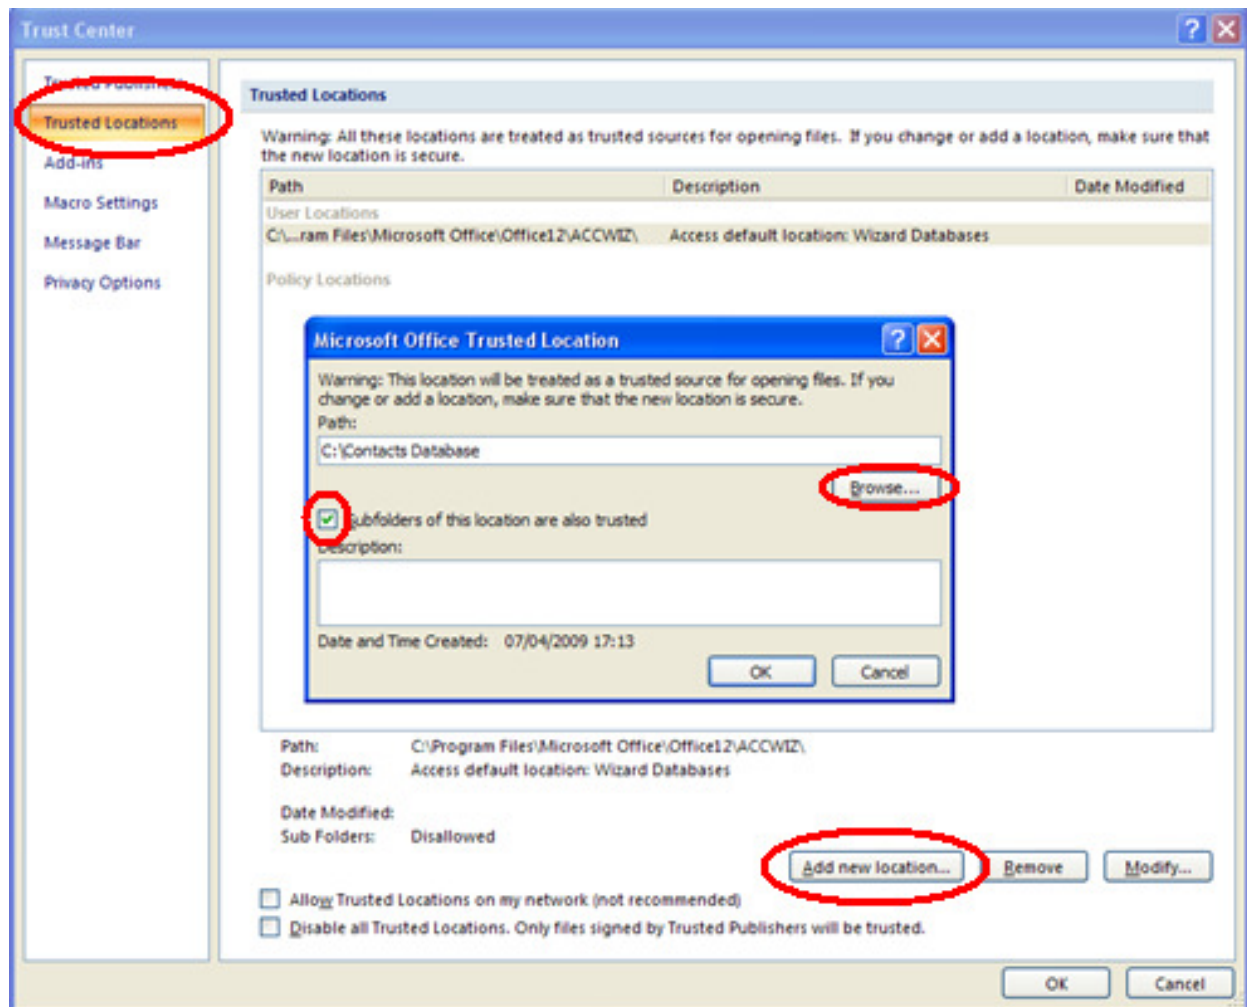 Trust Center
Trusted Publishers
Trusted Locations
Add-ins
Macro Settings
Message Bar
Privacy Options
Trusted Locations
Warning: All these locations are treated as trusted sources for opening files. If you change or add a location, make sure that
the new location is secure.
Path Description Date Modified
User Locations
C:\...ram Files\Microsoft Office\Office12\ACCWIZ\ Access default location: Wizard Databases
Policy Locations
Microsoft Office Trusted Location
Warning: This location will be treated as a trusted source for opening files. If you
change or add a location, make sure that the new location is secure.
Path:
C:\Contacts Database
Browse...
Subfolders of this location are also trusted
Description:
Date and Time Created: 07/04/2009 17:13
OK Cancel
Path: C:\Program Files\Microsoft Office\Office12\ACCWIZ\
Description: Access default location: Wizard Databases
Date Modified:
Sub Folders: Disallowed
Add new location... Remove Modify...
Allow Trusted Locations on my network (not recommended)
Disable all Trusted Locations. Only files signed by Trusted Publishers will be trusted.
OK Cancel